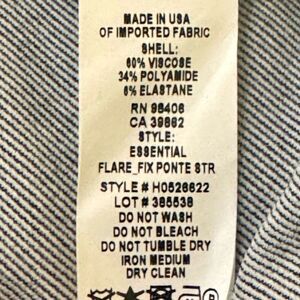 MADE IN USA
OF IMPORTED FABRIC
SHELL:
60% VISCOSE
34% POLYAMIDE
6% ELASTANE
RN 98406
CA 39862
STYLE:
ESSENTIAL
FLARE_FIX PONTE STR
STYLE # H0526622
LOT # 385538
DO NOT WASH
DO NOT BLEACH
DO NOT TUMBLE DRY
IRON MEDIUM
DRY CLEAN